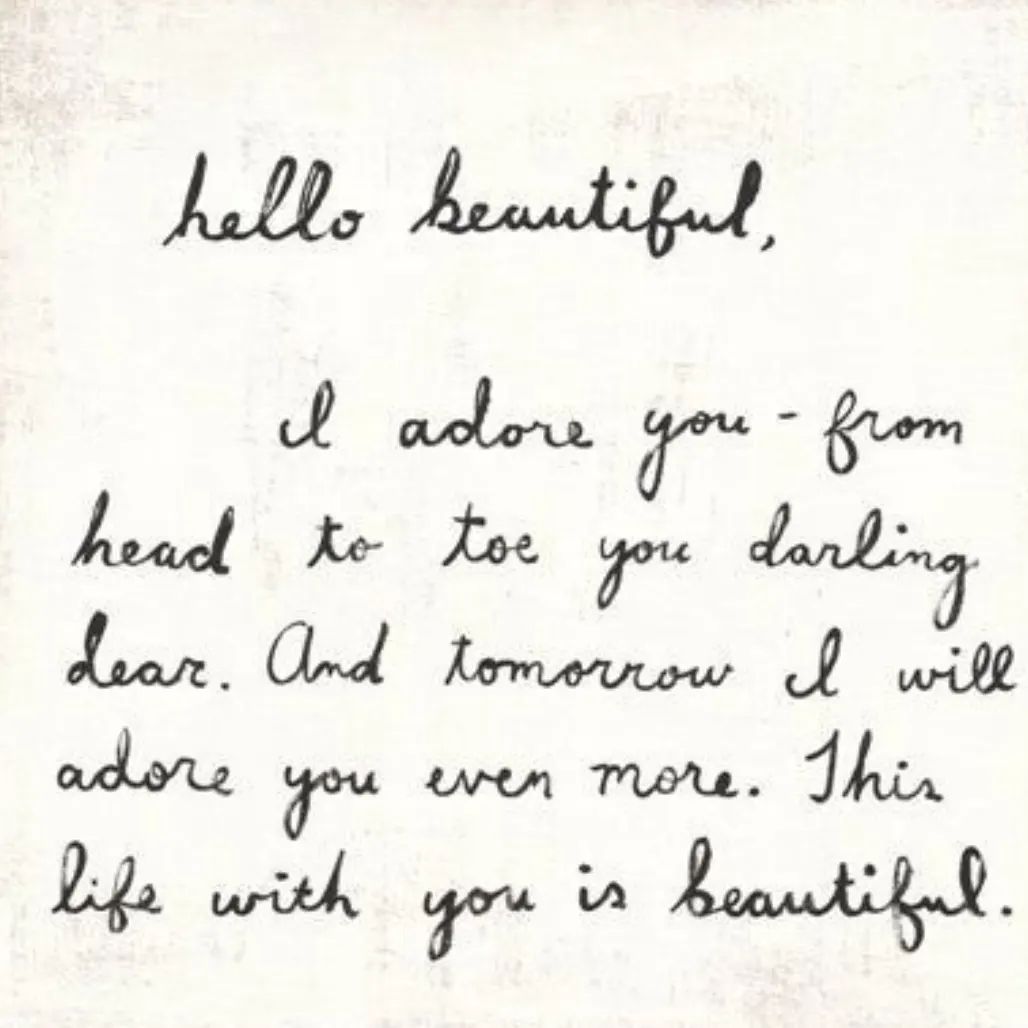 hello beautiful,
I adore you - from
head to toe you darling
dear. And tomorrow I will
adore you even more. This
life with you is beautiful.